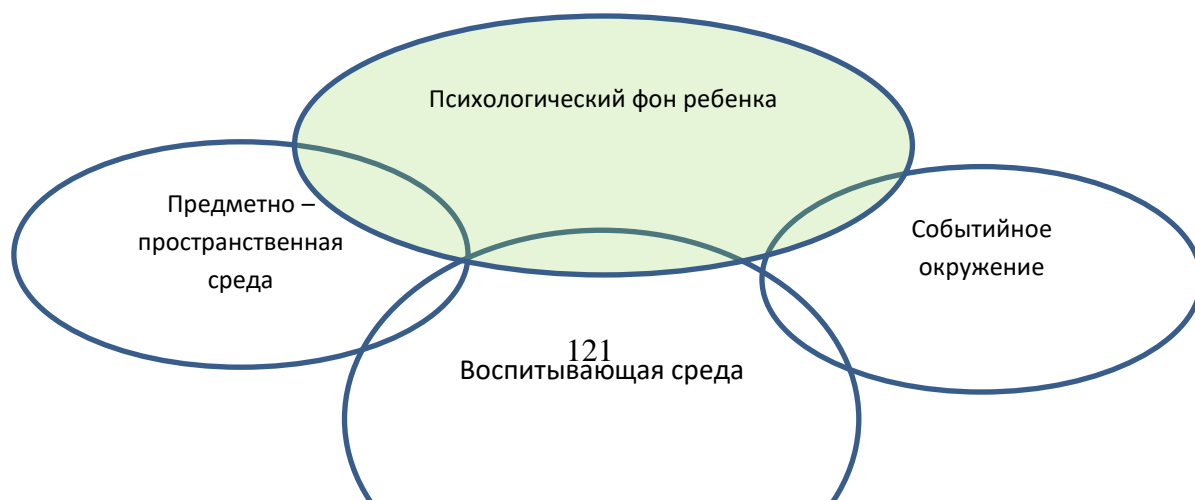 Психологический фон ребенка
Предметно –
пространственная
среда
Событийное
окружение
121
Воспитывающая среда